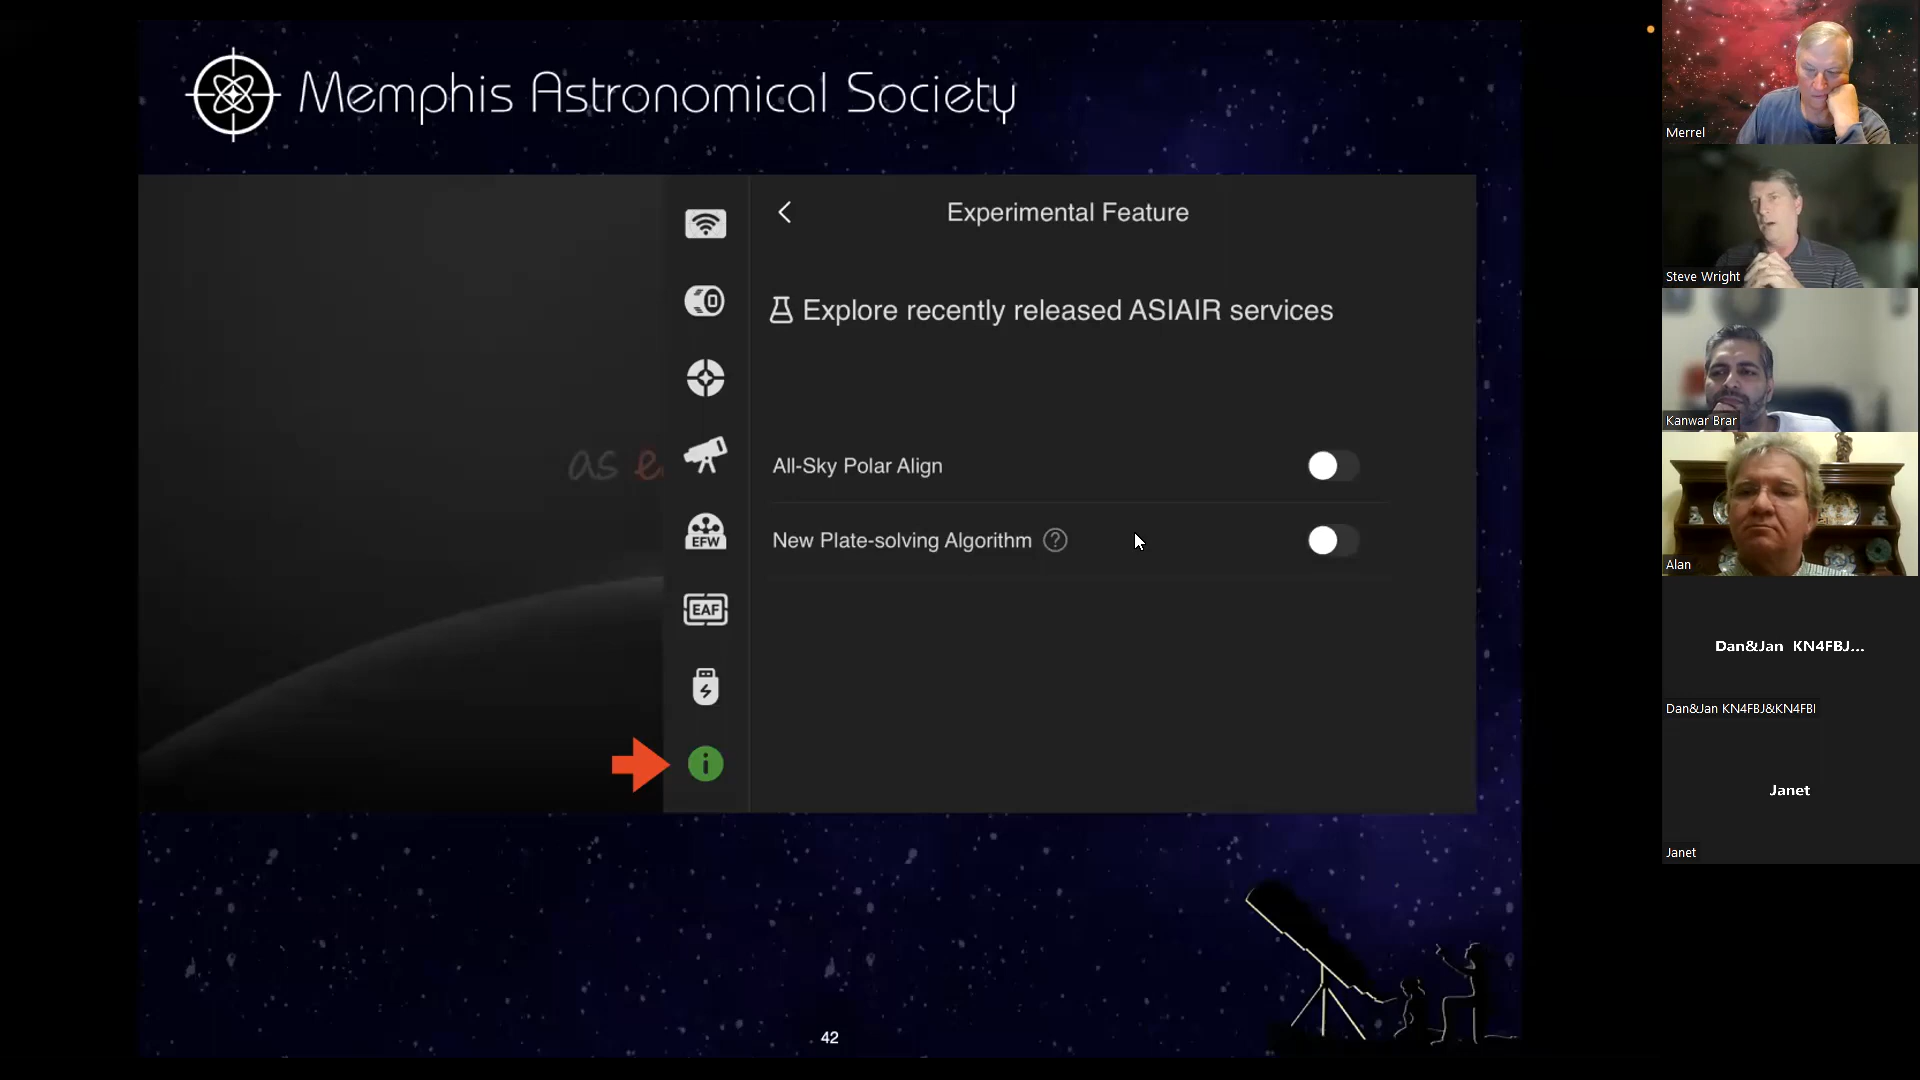 Memphis Astronomical Society
Experimental Feature
Explore recently released ASIAIR services
as e
All-Sky Polar Align
New Plate-solving Algorithm ?
EFW
EAF
i
42
Merrel
Steve Wright
Kanwar Brar
Alan
Dan&Jan KN4FBJ...
Dan&Jan KN4FBJ&KN4FBI
Janet
Janet